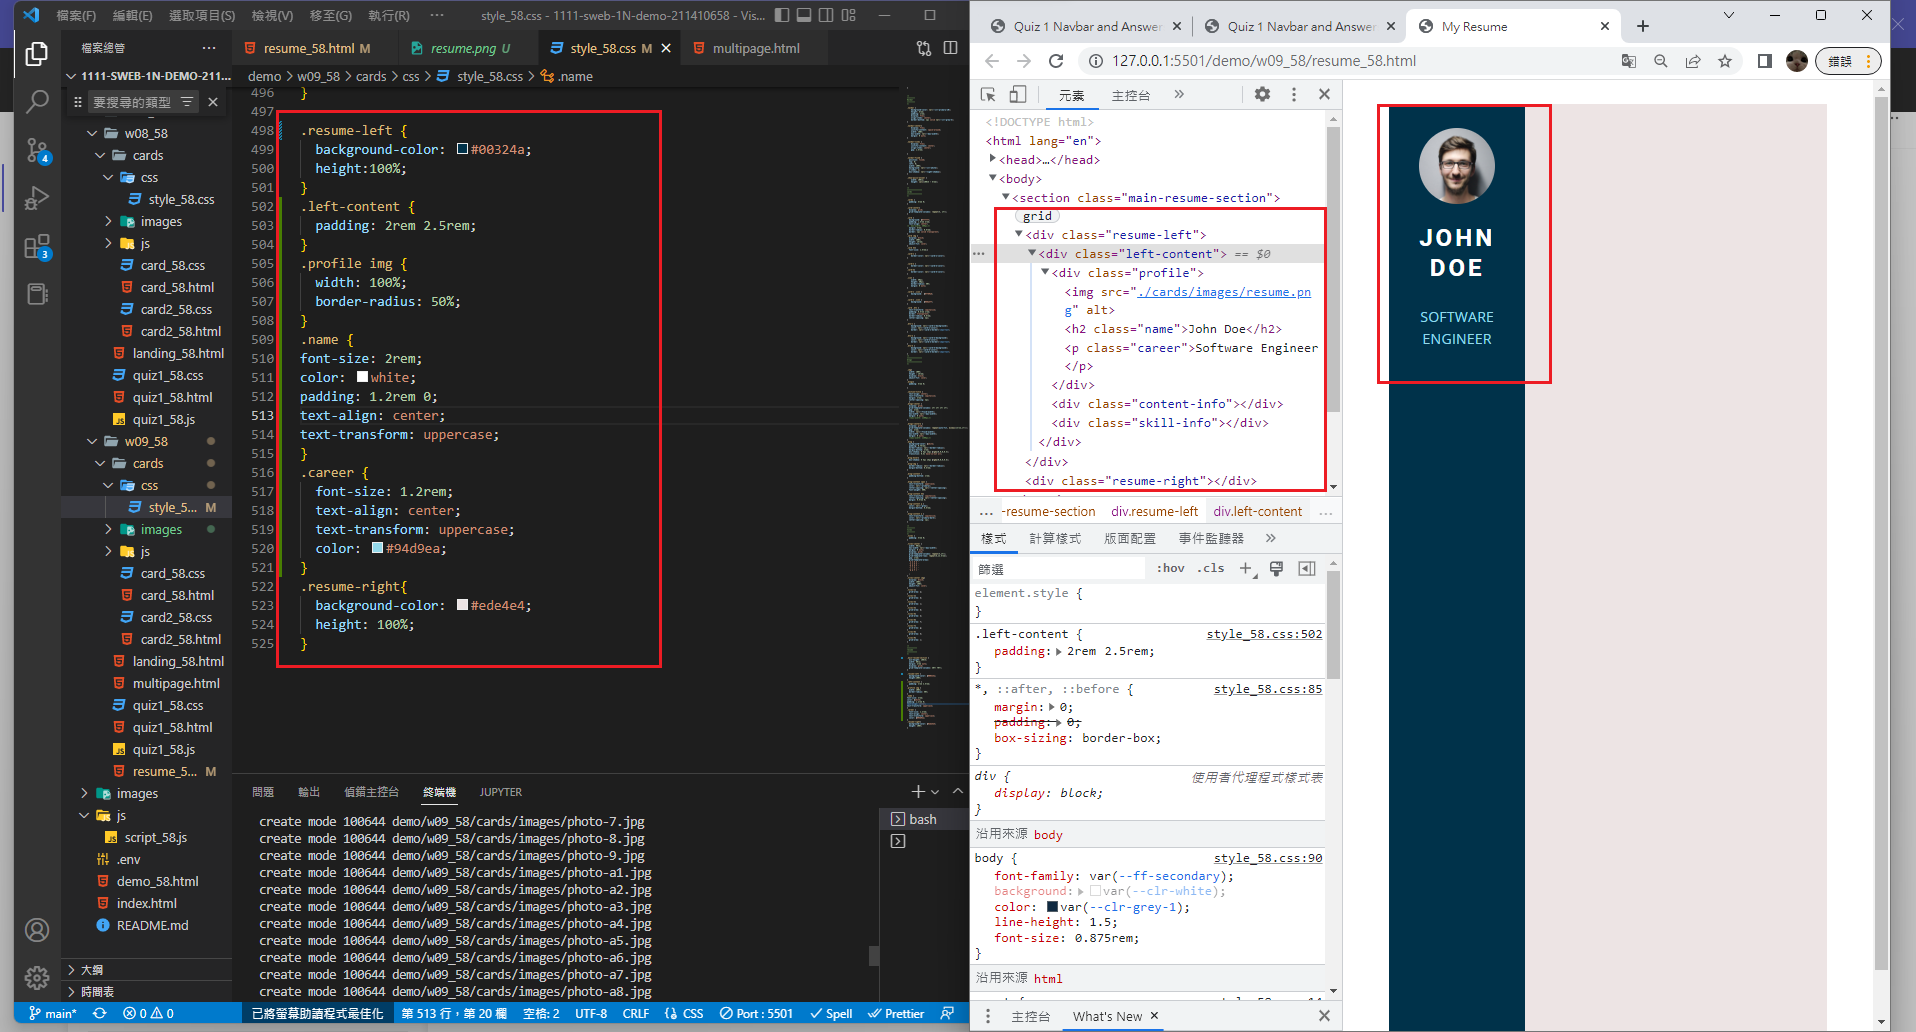 檔案(F) 編輯(E) 選取項目(S) 檢視(V) 移至(G) 執行(R) ··· style_58.css - 1111-sweb-1N-demo-211410658 - Vis...
檔案總管 ···
1111-SWEB-1N-DEMO-211...
要搜尋的類型
w08_58
cards
css
style_58.css
images
js
card_58.css
card_58.html
card2_58.css
card2_58.html
landing_58.html
quiz1_58.css
quiz1_58.html
quiz1_58.js
w09_58
cards
css
style_5... M
images
js
card_58.css
card_58.html
card2_58.css
card2_58.html
landing_58.html
multipage.html
quiz1_58.css
quiz1_58.html
quiz1_58.js
resume_5... M
images
js
script_58.js
.env
demo_58.html
index.html
README.md
大綱
時間表
4
3
resume_58.html M
resume.png U
style_58.css M
multipage.html
demo > w09_58 > cards > css > style_58.css > .name
496 }
497
498 .resume-left {
499 background-color: #00324a;
500 height:100%;
501 }
502 .left-content {
503 padding: 2rem 2.5rem;
504 }
505 .profile img {
506 width: 100%;
507 border-radius: 50%;
508 }
509 .name {
510 font-size: 2rem;
511 color: white;
512 padding: 1.2rem 0;
513 text-align: center;
514 text-transform: uppercase;
515 }
516 .career {
517 font-size: 1.2rem;
518 text-align: center;
519 text-transform: uppercase;
520 color: #94d9ea;
521 }
522 .resume-right{
523 background-color: #ede4e4;
524 height: 100%;
525 }
問題 輸出 偵錯主控台 終端機 JUPYTER
create mode 100644 demo/w09_58/cards/images/photo-7.jpg
create mode 100644 demo/w09_58/cards/images/photo-8.jpg
create mode 100644 demo/w09_58/cards/images/photo-9.jpg
create mode 100644 demo/w09_58/cards/images/photo-a1.jpg
create mode 100644 demo/w09_58/cards/images/photo-a2.jpg
create mode 100644 demo/w09_58/cards/images/photo-a3.jpg
create mode 100644 demo/w09_58/cards/images/photo-a4.jpg
create mode 100644 demo/w09_58/cards/images/photo-a5.jpg
create mode 100644 demo/w09_58/cards/images/photo-a6.jpg
create mode 100644 demo/w09_58/cards/images/photo-a7.jpg
create mode 100644 demo/w09_58/cards/images/photo-a8.jpg
bash
main* 0 0 已將螢幕助讀程式最佳化 第 513 行，第 20 欄 空格: 2 UTF-8 CRLF {} CSS Port : 5501 Spell Prettier
Quiz 1 Navbar and Answer
Quiz 1 Navbar and Answer
My Resume
127.0.0.1:5501/demo/w09_58/resume_58.html
錯誤
元素 主控台
<!DOCTYPE html>
<html lang="en">
<head>…</head>
<body>
<section class="main-resume-section">
grid
<div class="resume-left">
··· <div class="left-content"> == $0
<div class="profile">
<img src="./cards/images/resume.pn
g" alt>
<h2 class="name">John Doe</h2>
<p class="career">Software Engineer
</p>
</div>
<div class="content-info"></div>
<div class="skill-info"></div>
</div>
</div>
<div class="resume-right"></div>
... -resume-section div.resume-left div.left-content ...
樣式 計算樣式 版面配置 事件監聽器
篩選 :hov .cls
element.style {
}
.left-content { style_58.css:502
padding: 2rem 2.5rem;
}
*, ::after, ::before { style_58.css:85
margin: 0;
padding: 0;
box-sizing: border-box;
}
div { 使用者代理程式樣式表
display: block;
}
沿用來源 body
body { style_58.css:90
font-family: var(--ff-secondary);
background: var(--clr-white);
color: var(--clr-grey-1);
line-height: 1.5;
font-size: 0.875rem;
}
沿用來源 html
主控台 What's New
JOHN
DOE
SOFTWARE
ENGINEER